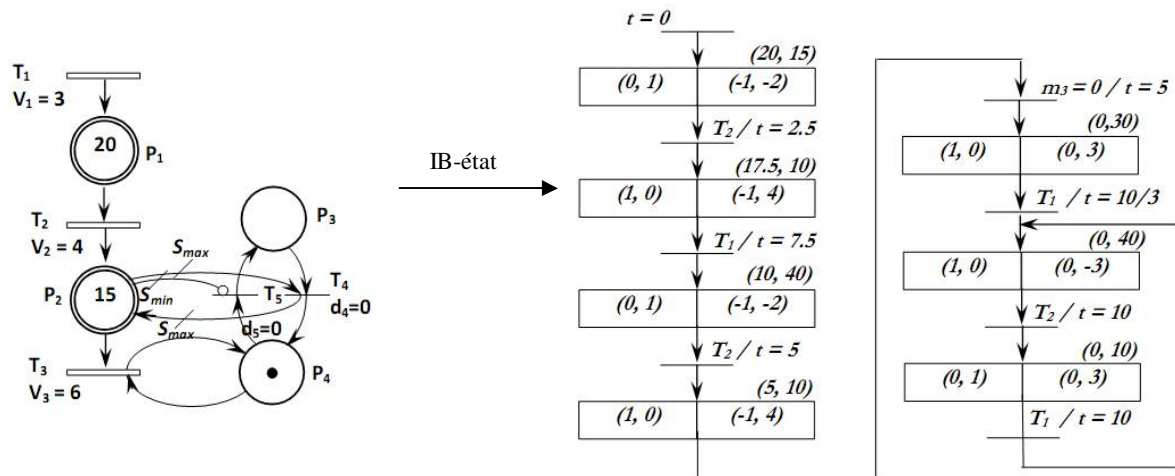 T₁
V₁ = 3
20
P₁
T₂
V₂ = 4
P₂
15
Smax
Smin
Smax
T₃
V₃ = 6
P₃
T₄
d₄=0
T₅
d₅=0
P₄
IB-état
t = 0
(20, 15)
(0, 1) (-1, -2)
T₂ / t = 2.5
(17.5, 10)
(1, 0) (-1, 4)
T₁ / t = 7.5
(10, 40)
(0, 1) (-1, -2)
T₂ / t = 5
(5, 10)
(1, 0) (-1, 4)
m₃ = 0 / t = 5
(0,30)
(1, 0) (0, 3)
T₁ / t = 10/3
(0, 40)
(1, 0) (0, -3)
T₂ / t = 10
(0, 10)
(0, 1) (0, 3)
T₁ / t = 10